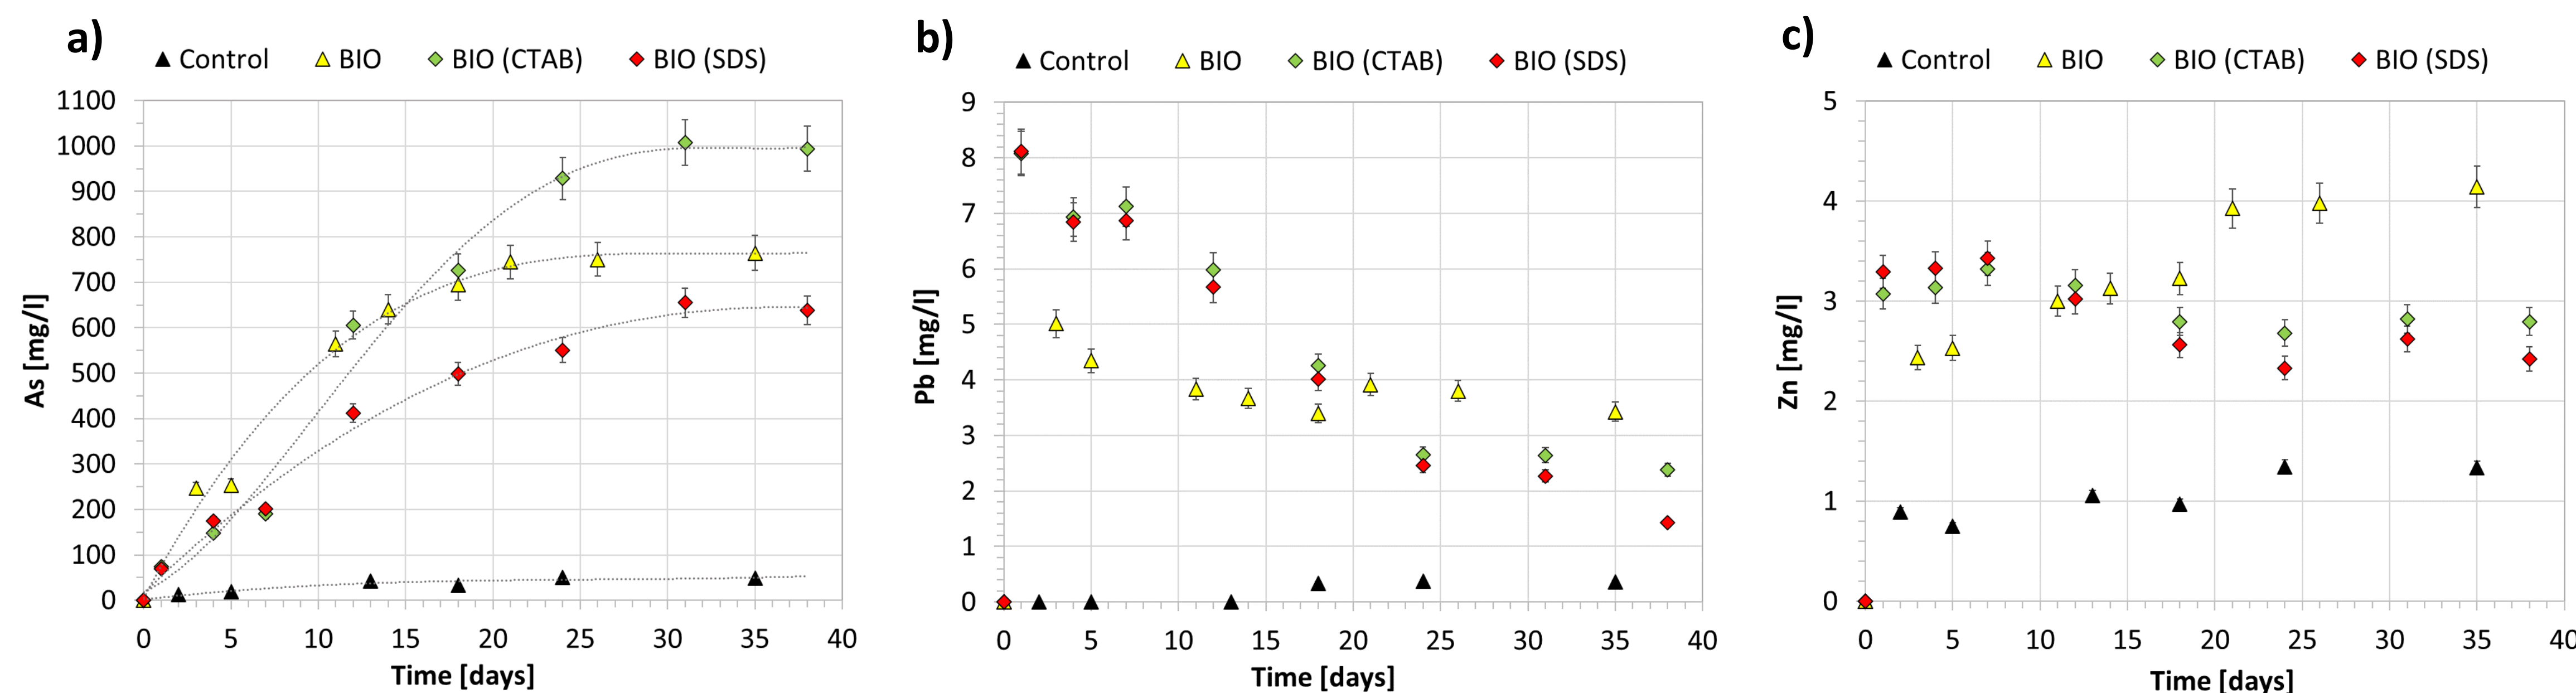 a)
Control BIO BIO (CTAB) BIO (SDS)
1100
1000
900
800
700
600
500
400
300
200
100
0
As [mg/l]
0 5 10 15 20 25 30 35 40
Time [days]
b)
Control BIO BIO (CTAB) BIO (SDS)
9
8
7
6
5
4
3
2
1
0
Pb [mg/l]
0 5 10 15 20 25 30 35 40
Time [days]
c)
Control BIO BIO (CTAB) BIO (SDS)
5
4
3
2
1
0
Zn [mg/l]
0 5 10 15 20 25 30 35 40
Time [days]